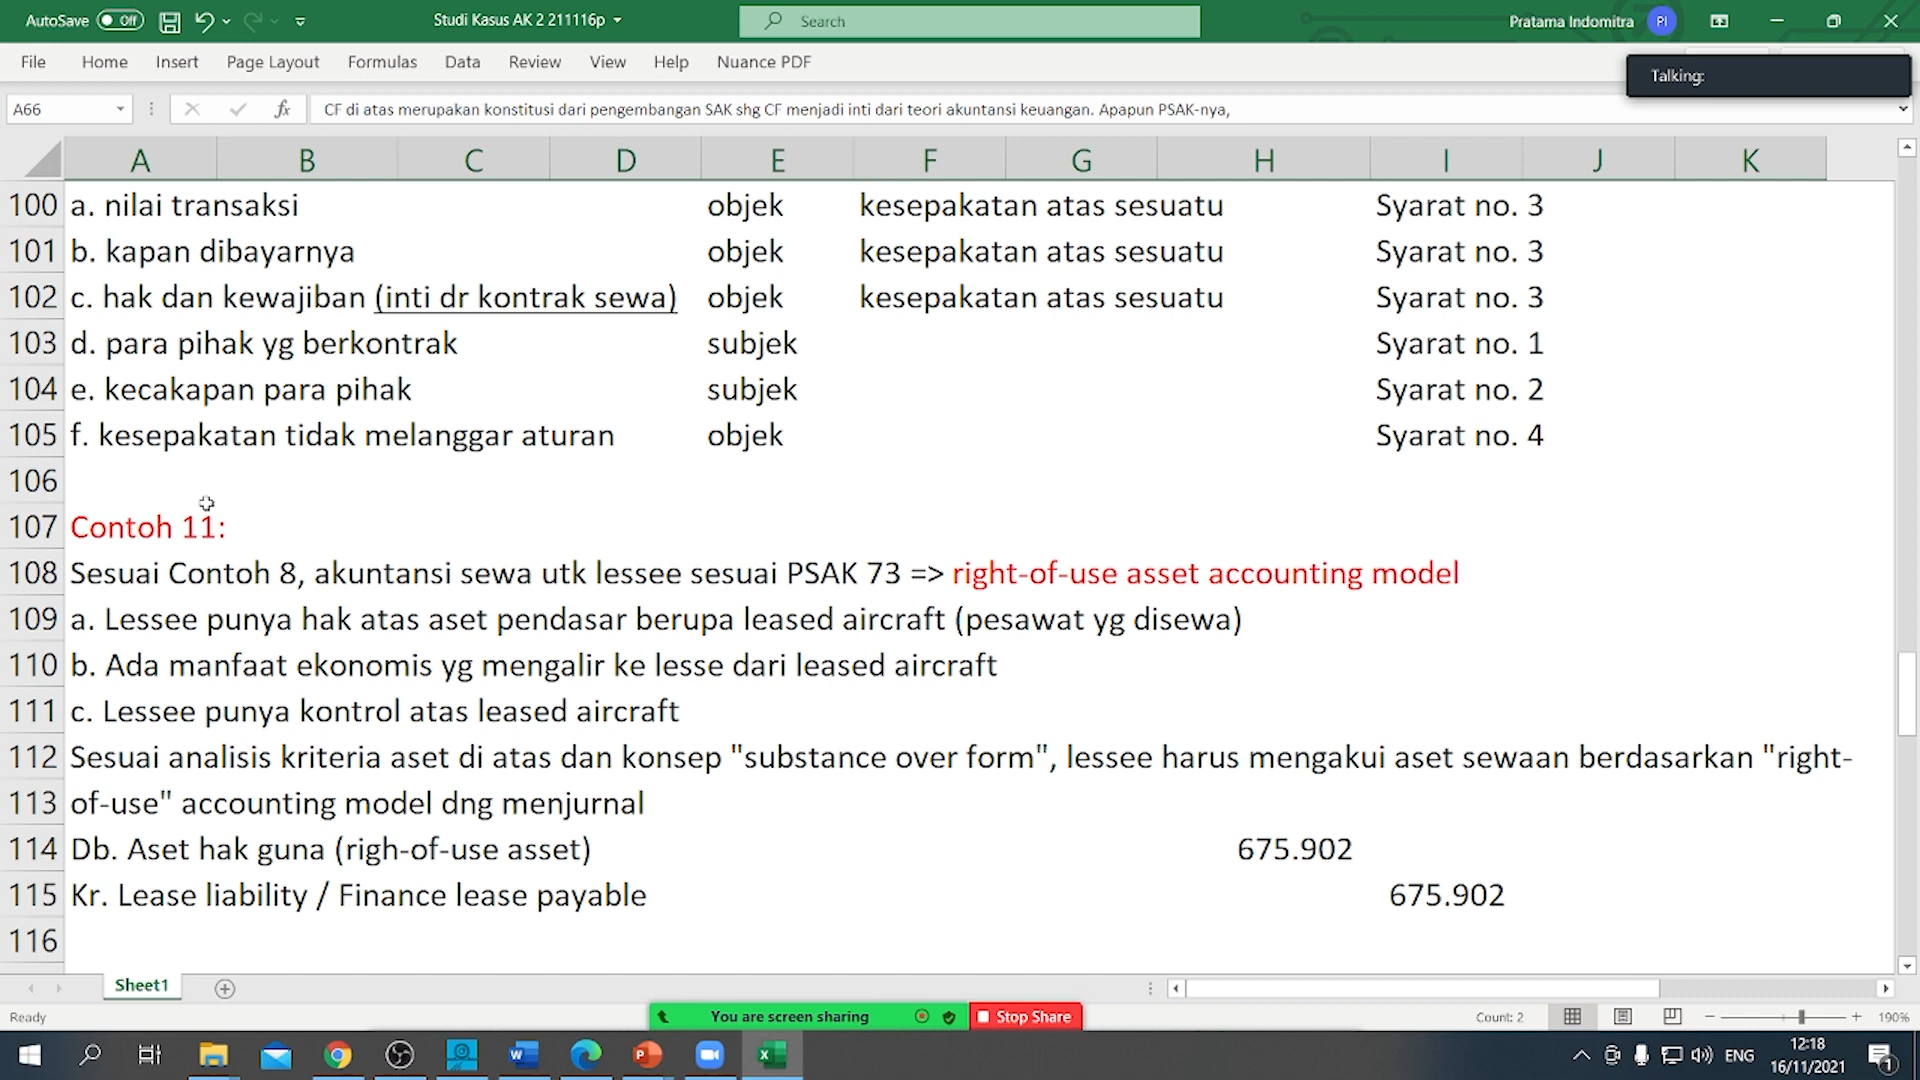 AutoSave Off Studi Kasus AK 2 211116p Search Pratama Indomitra PI
File Home Insert Page Layout Formulas Data Review View Help Nuance PDF
Talking:
A66 fx CF di atas merupakan konstitusi dari pengembangan SAK shg CF menjadi inti dari teori akuntansi keuangan. Apapun PSAK-nya,
A B C D E F G H I J K
100 a. nilai transaksi objek kesepakatan atas sesuatu Syarat no. 3
101 b. kapan dibayarnya objek kesepakatan atas sesuatu Syarat no. 3
102 c. hak dan kewajiban (inti dr kontrak sewa) objek kesepakatan atas sesuatu Syarat no. 3
103 d. para pihak yg berkontrak subjek Syarat no. 1
104 e. kecakapan para pihak subjek Syarat no. 2
105 f. kesepakatan tidak melanggar aturan objek Syarat no. 4
106
107 Contoh 11:
108 Sesuai Contoh 8, akuntansi sewa utk lessee sesuai PSAK 73 => right-of-use asset accounting model
109 a. Lessee punya hak atas aset pendasar berupa leased aircraft (pesawat yg disewa)
110 b. Ada manfaat ekonomis yg mengalir ke lesse dari leased aircraft
111 c. Lessee punya kontrol atas leased aircraft
112 Sesuai analisis kriteria aset di atas dan konsep "substance over form", lessee harus mengakui aset sewaan berdasarkan "right-
113 of-use" accounting model dng menjurnal
114 Db. Aset hak guna (righ-of-use asset) 675.902
115 Kr. Lease liability / Finance lease payable 675.902
116
Sheet1
Ready You are screen sharing Stop Share Count: 2 190%
ENG 12:18
16/11/2021 1